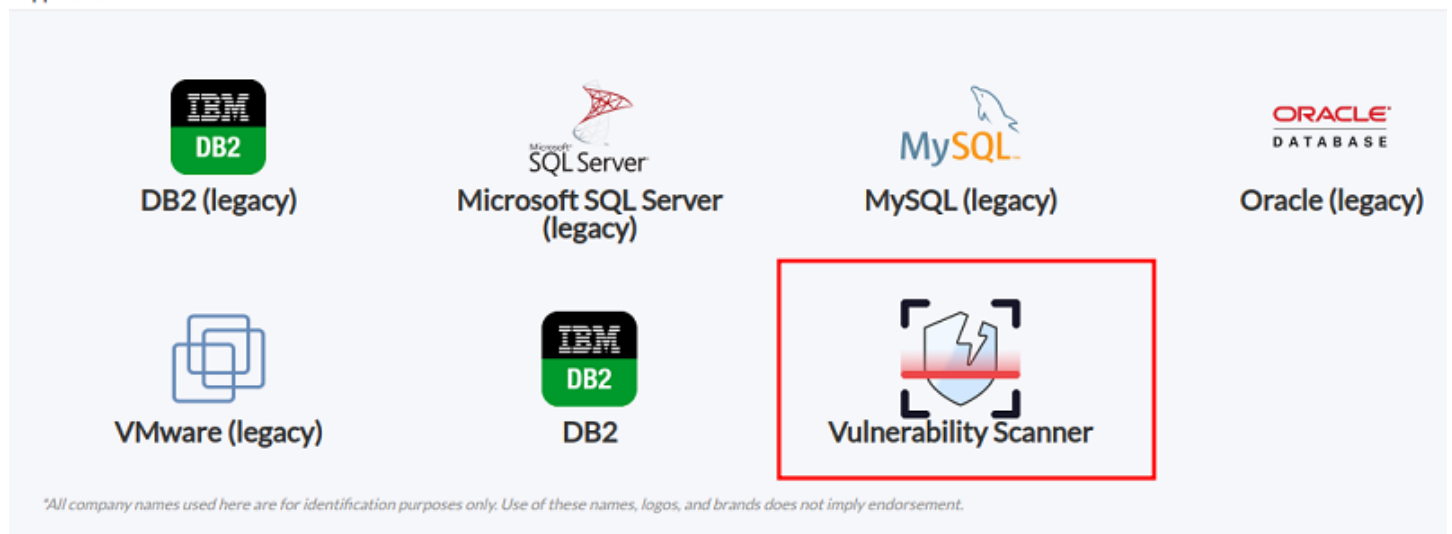 IBM
DB2
DB2 (legacy)
Microsoft
SQL Server
Microsoft SQL Server
(legacy)
MySQL
MySQL (legacy)
ORACLE
DATABASE
Oracle (legacy)
VMware (legacy)
IBM
DB2
DB2
Vulnerability Scanner
*All company names used here are for identification purposes only. Use of these names, logos, and brands does not imply endorsement.